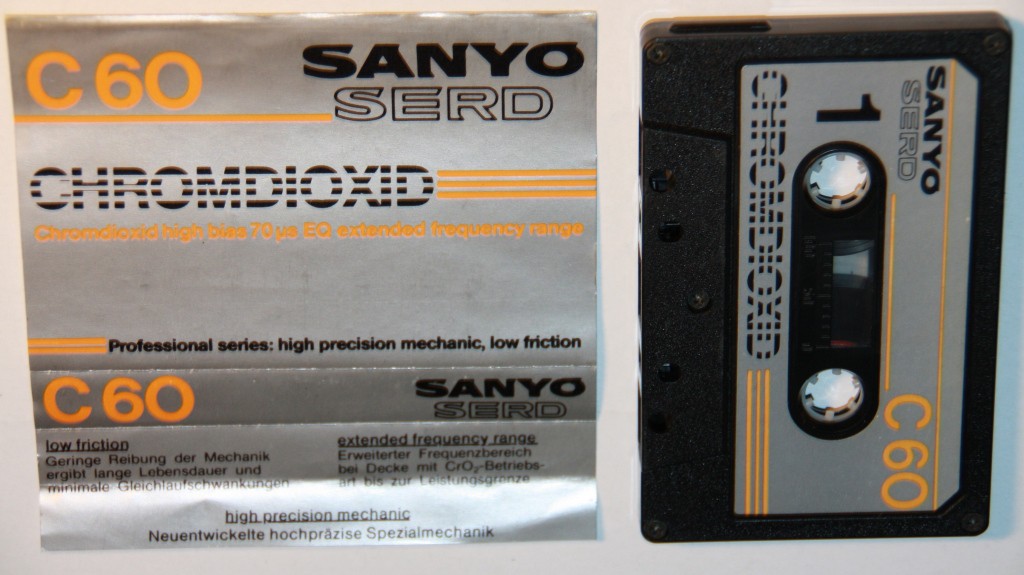 C 60
SANYO
SERD
CHROMDIOXID
Chromdioxid high bias 70 µs EQ extended frequency range
Professional series: high precision mechanic, low friction
C 60
SANYO
SERD
low friction
Geringe Reibung der Mechanik
ergibt lange Lebensdauer und
minimale Gleichlaufschwankungen
extended frequency range
Erweiterter Frequenzbereich
bei Decke mit CrO₂-Betriebs-
art bis zur Leistungsgrenze
high precision mechanic
Neuentwickelte hochpräzise Spezialmechanik
SANYO
SERD
1
C 60
CHROMDIOXID